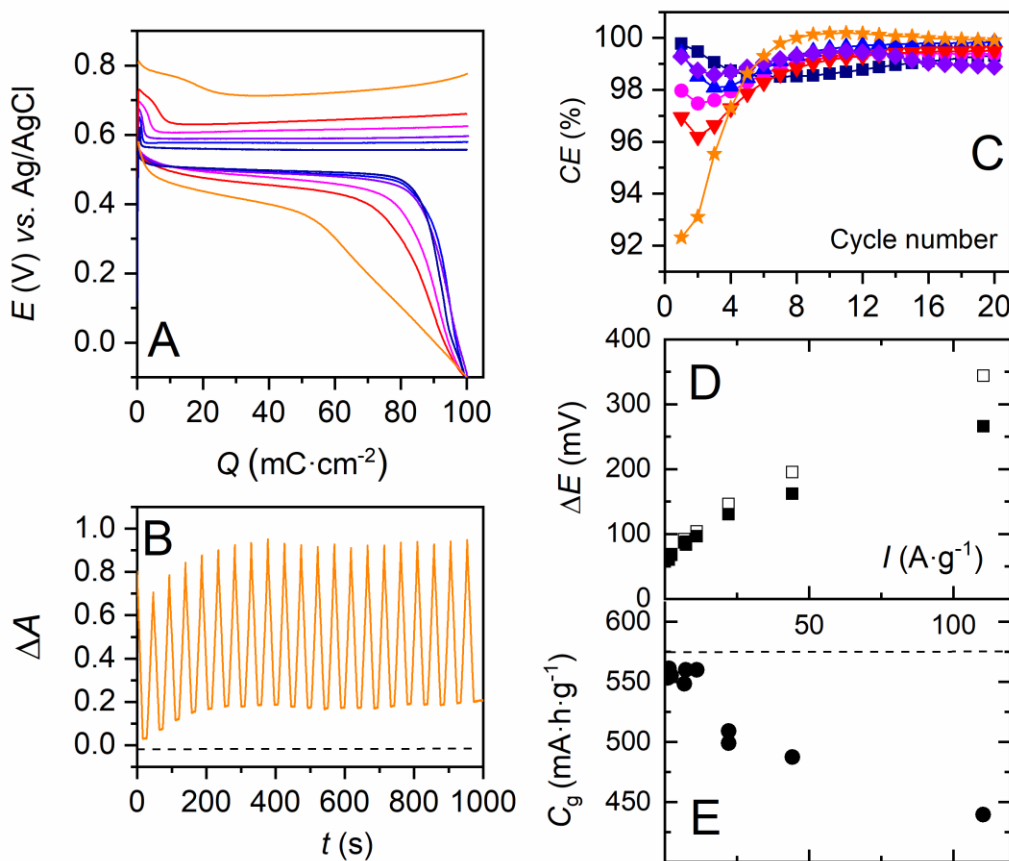 0.8
0.6
0.4
0.2
0.0
E (V) vs. Ag/AgCl
A
0 20 40 60 80 100
Q (mC·cm⁻²)
1.0
0.8
0.6
0.4
0.2
0.0
ΔA
B
0 200 400 600 800 1000
t (s)
100
98
96
94
92
CE (%)
C
Cycle number
0 4 8 12 16 20
400
300
200
100
0
ΔE (mV)
D
I (A·g⁻¹)
50 100
600
550
500
450
C_g (mA·h·g⁻¹)
E